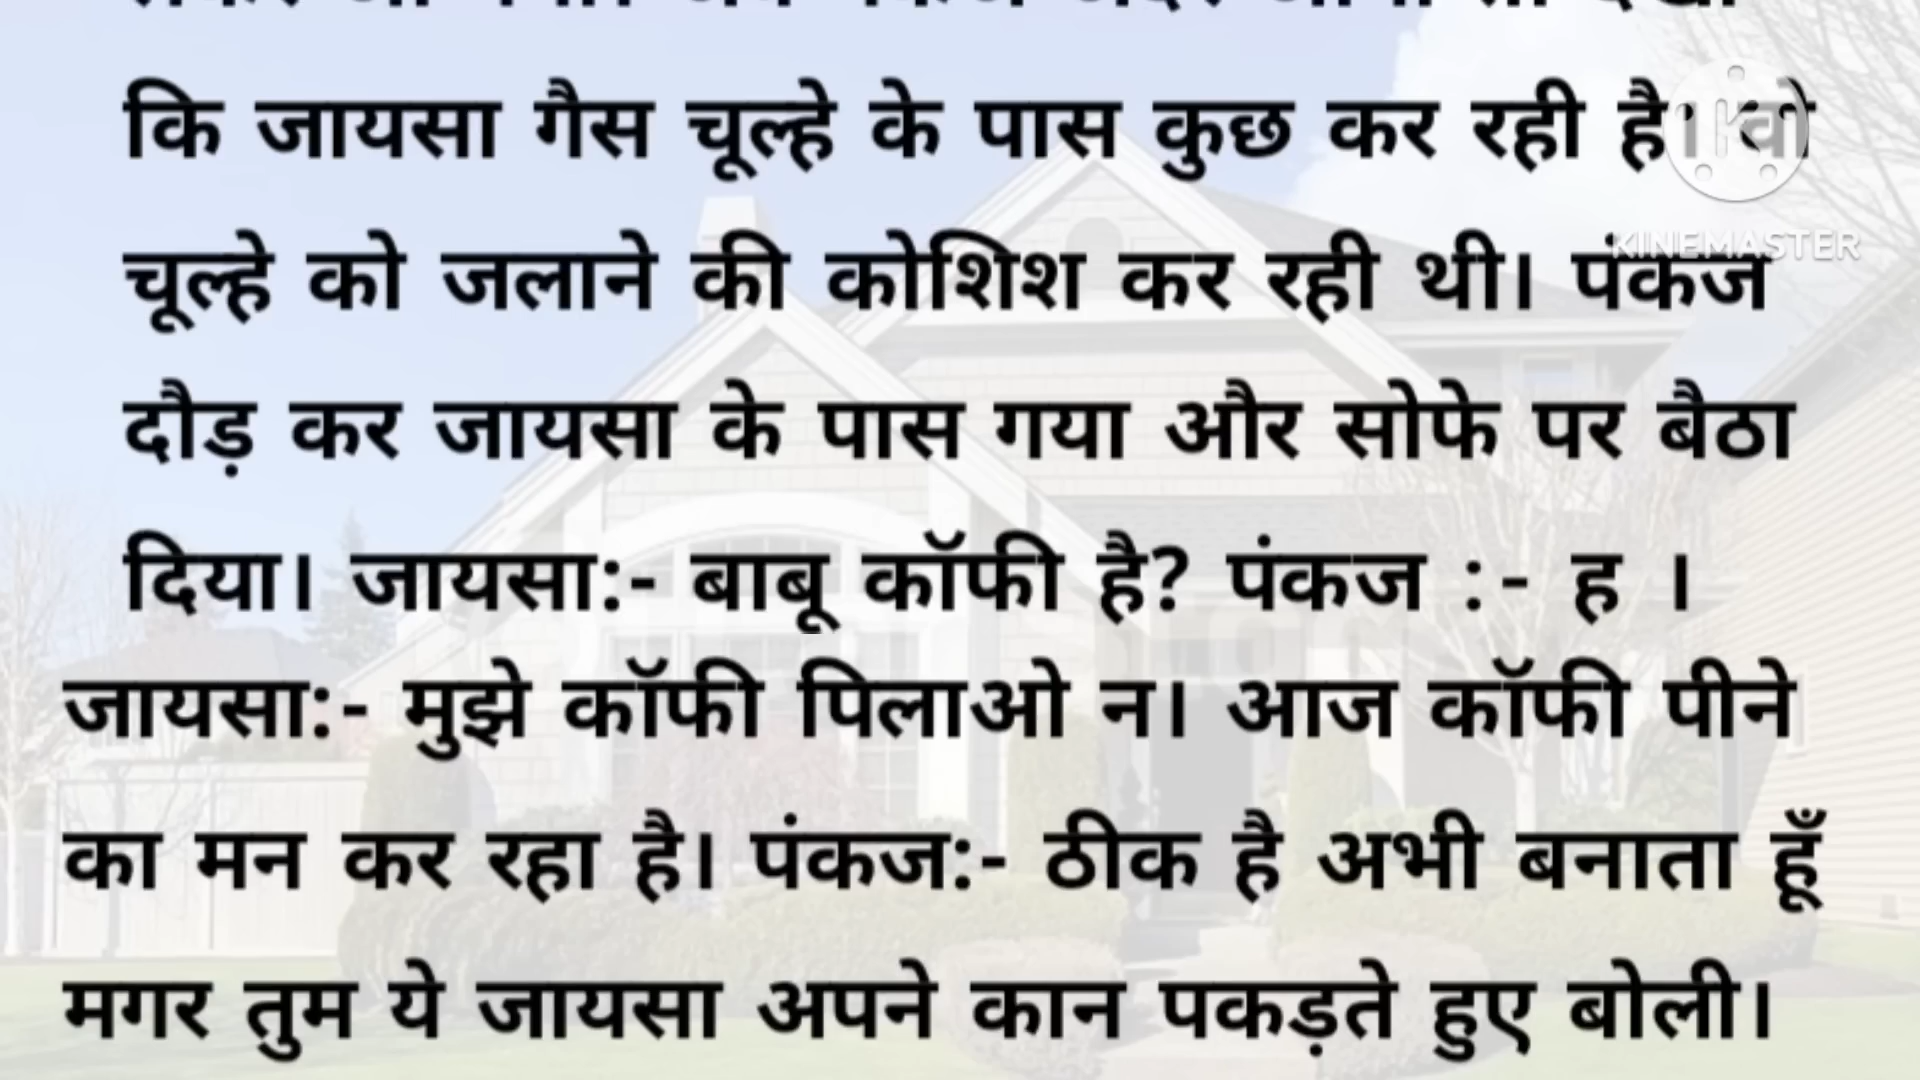 कि जायसा गैस चूल्हे के पास कुछ कर रही है। वो
चूल्हे को जलाने की कोशिश कर रही थी। पंकज
KINEMASTER
दौड़ कर जायसा के पास गया और सोफे पर बैठा
दिया। जायसा:- बाबू कॉफी है? पंकज :- ह ।
जायसा:- मुझे कॉफी पिलाओ न। आज कॉफी पीने
का मन कर रहा है। पंकज:- ठीक है अभी बनाता हूँ
मगर तुम ये जायसा अपने कान पकड़ते हुए बोली।